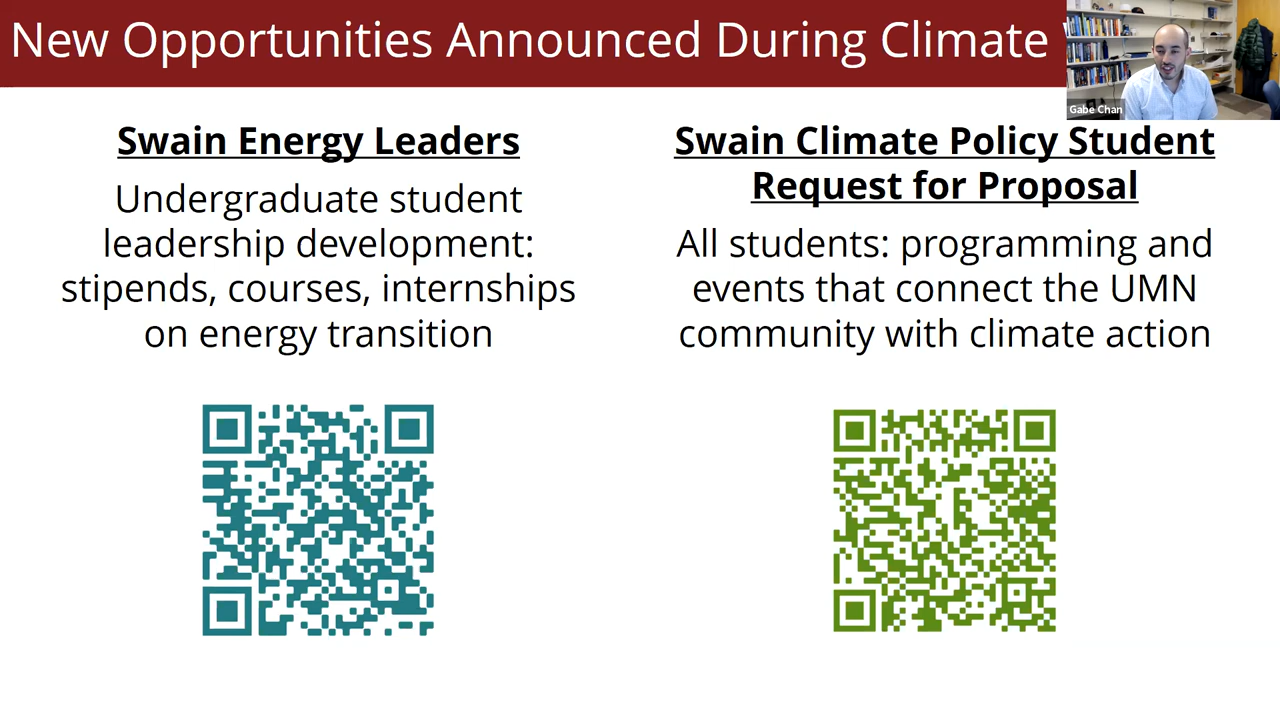 New Opportunities Announced During Climate
Gabe Chan
Swain Energy Leaders
Undergraduate student
leadership development:
stipends, courses, internships
on energy transition
Swain Climate Policy Student
Request for Proposal
All students: programming and
events that connect the UMN
community with climate action